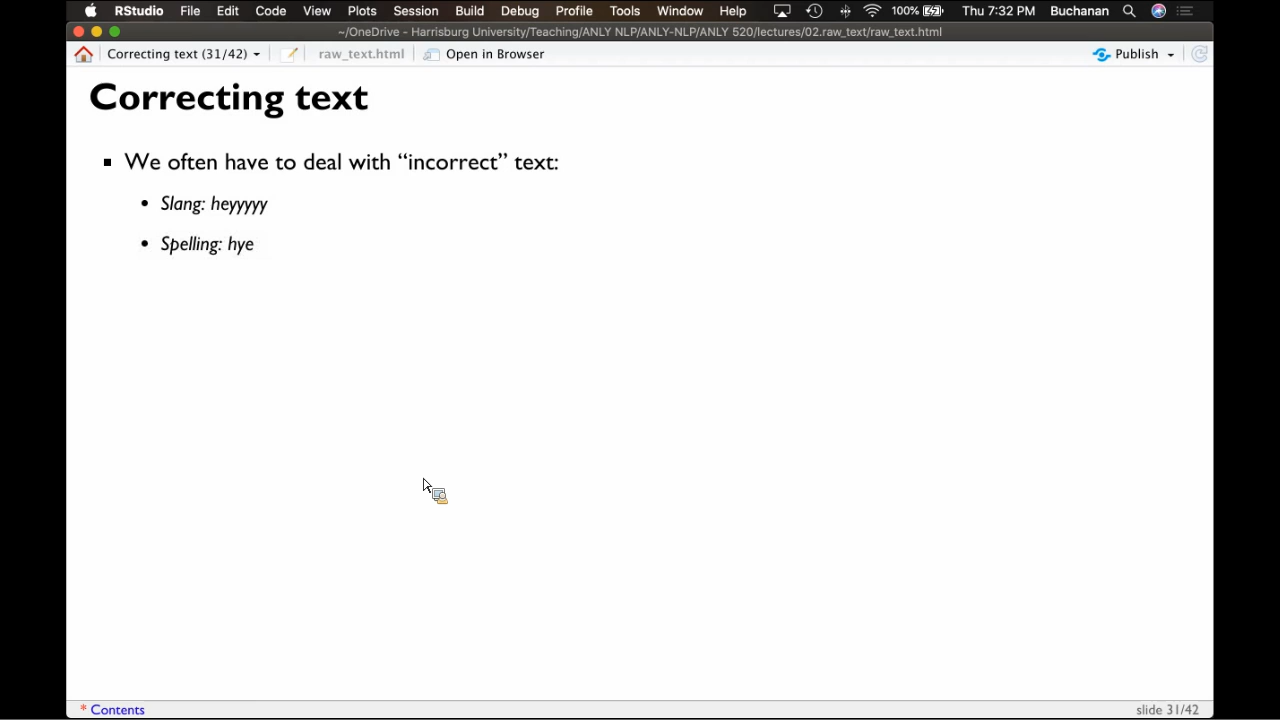 RStudio File Edit Code View Plots Session Build Debug Profile Tools Window Help 100% Thu 7:32 PM Buchanan
~/OneDrive - Harrisburg University/Teaching/ANLY NLP/ANLY-NLP/ANLY 520/lectures/02.raw_text/raw_text.html
Correcting text (31/42) raw_text.html Open in Browser Publish
Correcting text
We often have to deal with “incorrect” text:
Slang: heyyyyy
Spelling: hye
* Contents slide 31/42